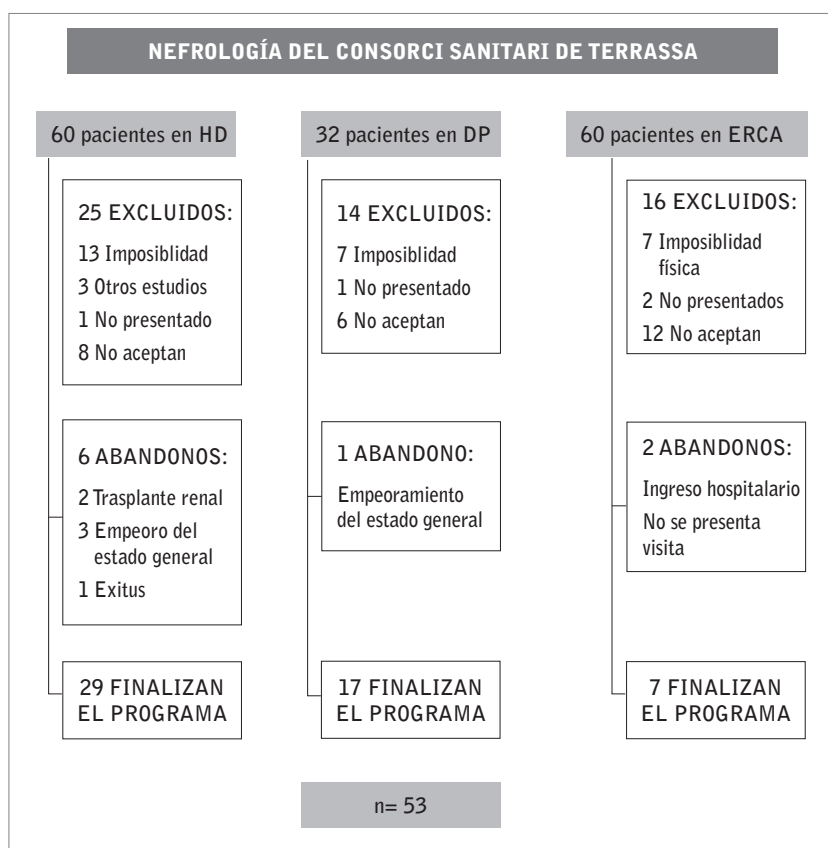 NEFROLOGÍA DEL CONSORCI SANITARI DE TERRASSA
60 pacientes en HD
25 EXCLUIDOS:
13 Imposiblidad
3 Otros estudios
1 No presentado
8 No aceptan
6 ABANDONOS:
2 Trasplante renal
3 Empeoro del
estado general
1 Exitus
29 FINALIZAN
EL PROGRAMA
32 pacientes en DP
14 EXCLUIDOS:
7 Imposiblidad
1 No presentado
6 No aceptan
1 ABANDONO:
Empeoramiento
del estado general
17 FINALIZAN
EL PROGRAMA
60 pacientes en ERCA
16 EXCLUIDOS:
7 Imposiblidad
física
2 No presentados
12 No aceptan
2 ABANDONOS:
Ingreso hospitalario
No se presenta
visita
7 FINALIZAN
EL PROGRAMA
n= 53